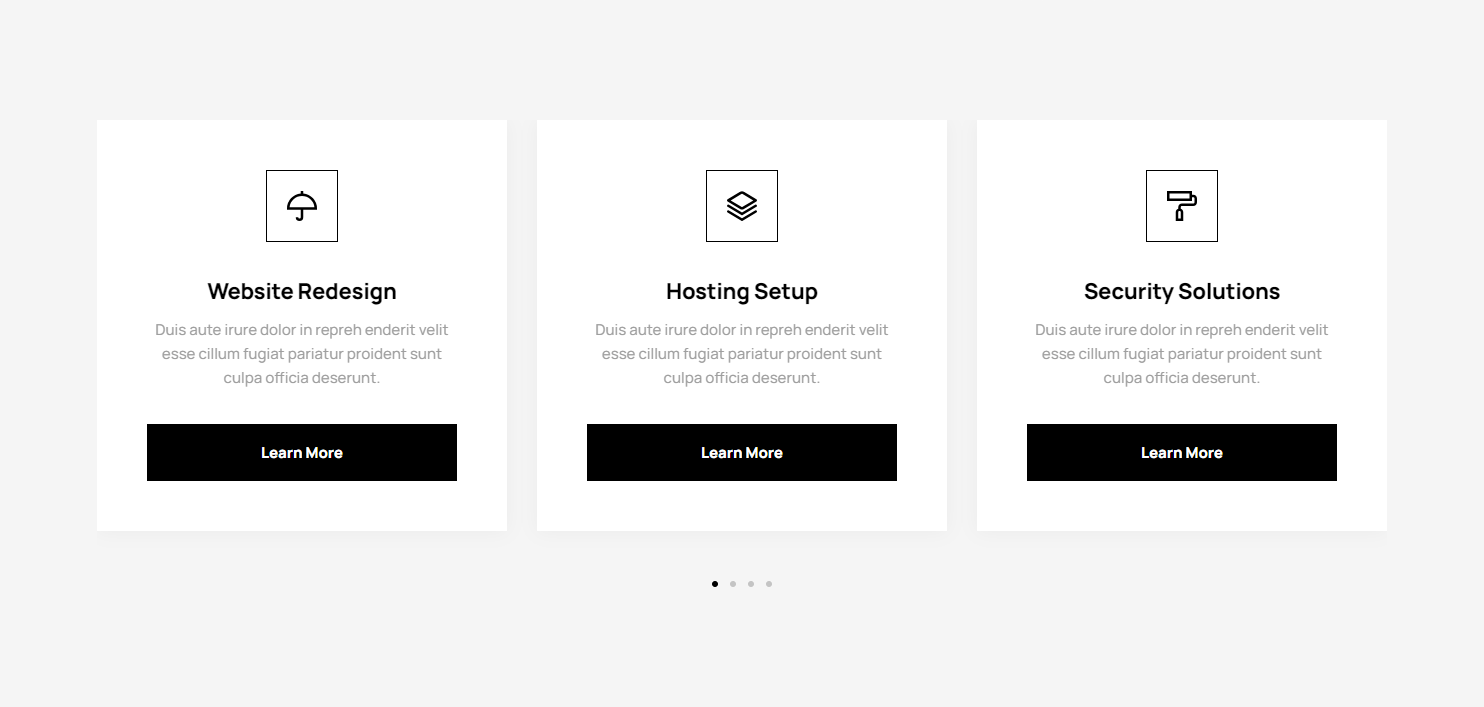 Website Redesign
Duis aute irure dolor in repreh enderit velit
esse cillum fugiat pariatur proident sunt
culpa officia deserunt.
Learn More
Hosting Setup
Duis aute irure dolor in repreh enderit velit
esse cillum fugiat pariatur proident sunt
culpa officia deserunt.
Learn More
Security Solutions
Duis aute irure dolor in repreh enderit velit
esse cillum fugiat pariatur proident sunt
culpa officia deserunt.
Learn More